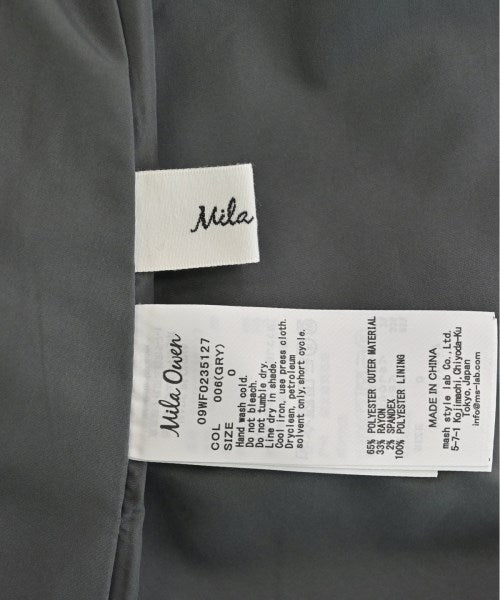 Mila
Mila Owen
09WF0235127
COL 006(GRY)
SIZE 0
Hand wash cold.
Do not bleach.
Do not tumble dry.
Line dry in shade.
Cool iron, use press cloth.
Dryclean, petroleum
solvent only, short cycle.
65% POLYESTER OUTER MATERIAL
33% RAYON
2% SPANDEX
100% POLYESTER LINING
MADE IN CHINA
mash style lab Co., Ltd.
5-7-1 Kojimachi, Chiyoda-Ku
Tokyo, Japan
info@ms-lab.com